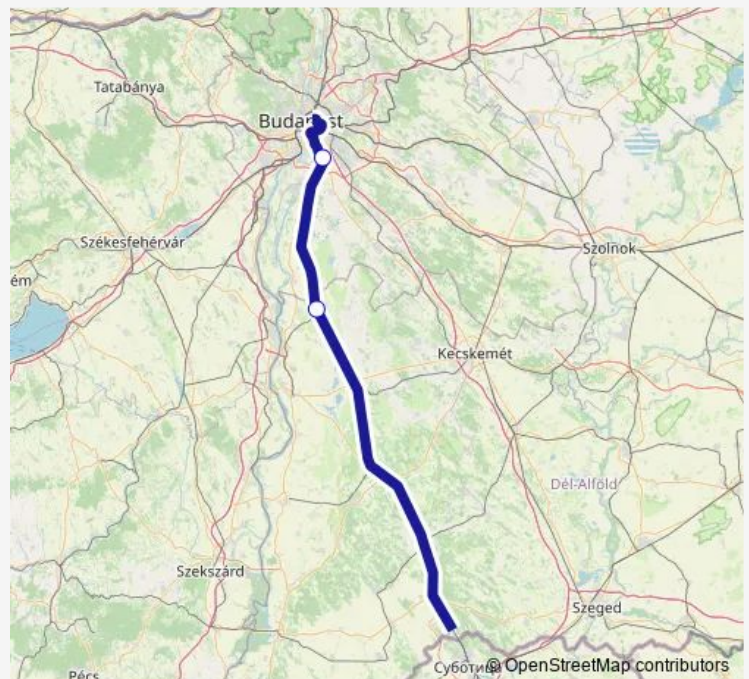 Tatabánya
Budapest
Székesfehérvár
Szolnok
ém
Kecskemét
Dél-Alföld
Szekszárd
Szeged
Суботица
© OpenStreetMap contributors
Pécs